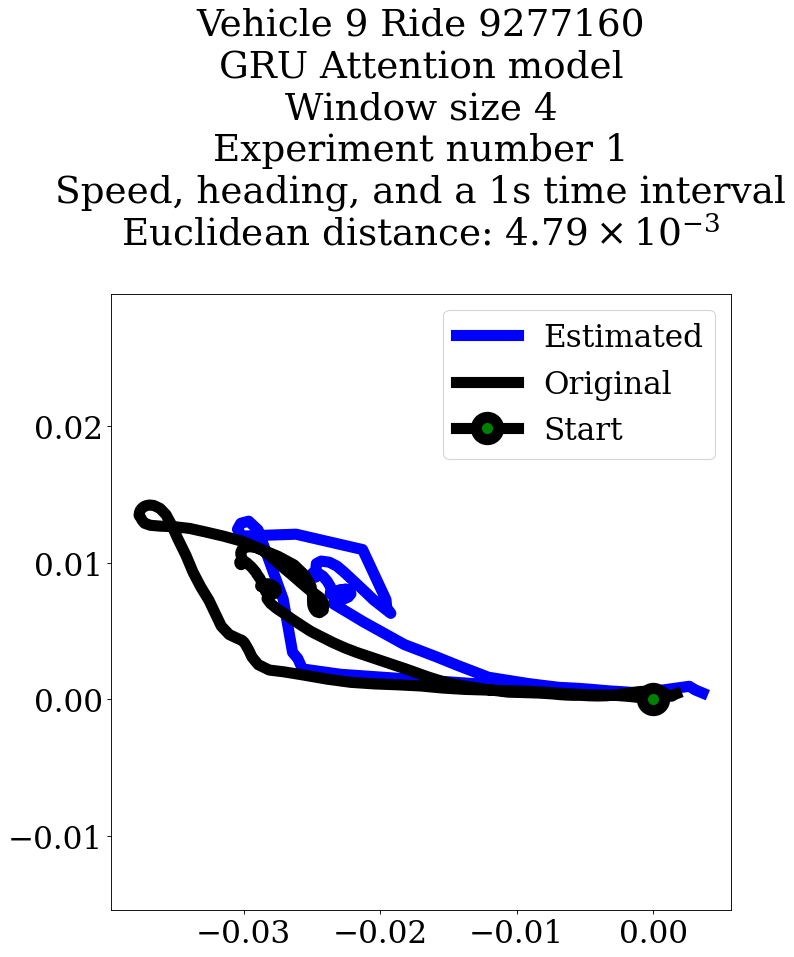 Vehicle 9 Ride 9277160
GRU Attention model
Window size 4
Experiment number 1
Speed, heading, and a 1s time interval
Euclidean distance: 4.79 × 10⁻³
Estimated
Original
Start
0.02
0.01
0.00
−0.01
−0.03 −0.02 −0.01 0.00